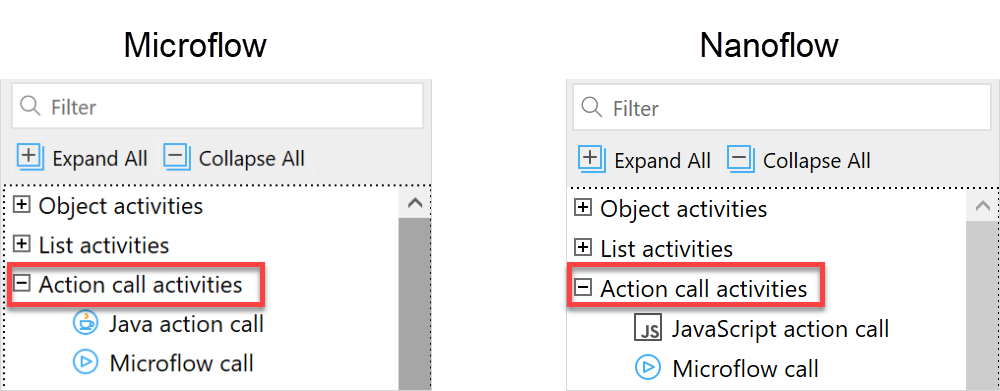 Microflow
Filter
Expand All Collapse All
Object activities
List activities
Action call activities
Java action call
Microflow call
Nanoflow
Filter
Expand All Collapse All
Object activities
List activities
Action call activities
JS JavaScript action call
Microflow call